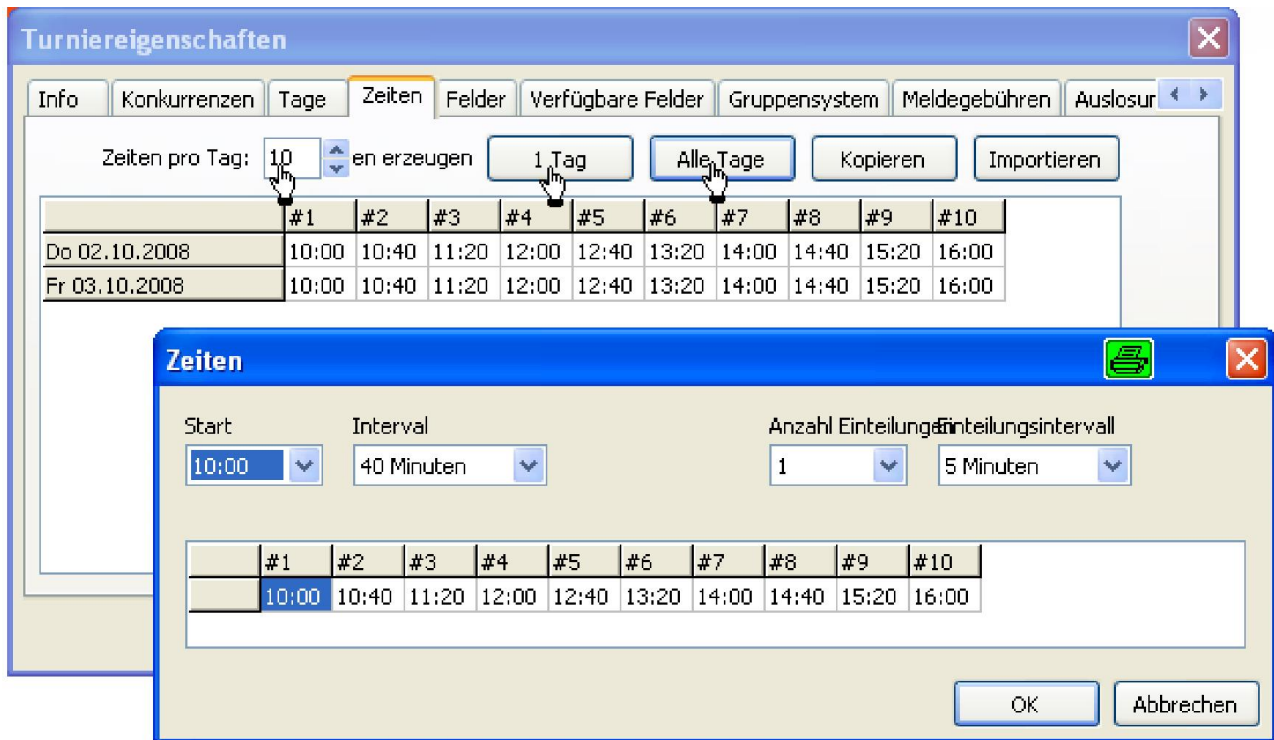 Turniereigenschaften
Info Konkurrenzen Tage Zeiten Felder Verfügbare Felder Gruppensystem Meldegebühren Auslosur
Zeiten pro Tag: 10 en erzeugen 1 Tag Alle Tage Kopieren Importieren
#1 #2 #3 #4 #5 #6 #7 #8 #9 #10
Do 02.10.2008 10:00 10:40 11:20 12:00 12:40 13:20 14:00 14:40 15:20 16:00
Fr 03.10.2008 10:00 10:40 11:20 12:00 12:40 13:20 14:00 14:40 15:20 16:00
Zeiten
Start Interval Anzahl Einteilungen Einteilungsintervall
10:00 40 Minuten 1 5 Minuten
#1 #2 #3 #4 #5 #6 #7 #8 #9 #10
10:00 10:40 11:20 12:00 12:40 13:20 14:00 14:40 15:20 16:00
OK Abbrechen